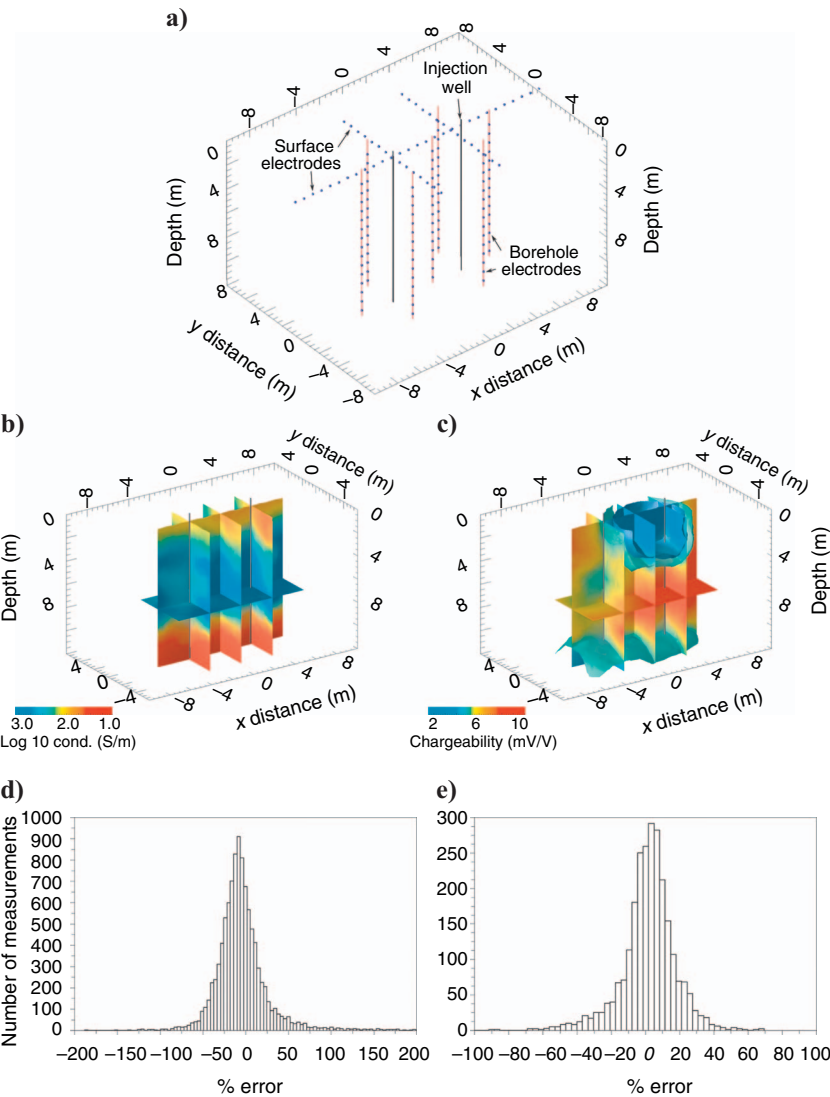 a)
Injection
well
Surface
electrodes
Borehole
electrodes
–8 –4 0 4 8
8 4 0 –4 –8
0 4 8
Depth (m)
0 4 8
Depth (m)
8 4 0 –4 –8
y distance (m)
–8 –4 0 4 8
x distance (m)
b)
–8 –4 0 4 8
y distance (m)
4 0 –4
0 4 8
Depth (m)
0 4 8
4 0 –4
–8 –4 0 4 8
x distance (m)
3.0 2.0 1.0
Log 10 cond. (S/m)
c)
–8 –4 0 4 8
y distance (m)
4 0 –4
0 4 8
0 4 8
Depth (m)
4 0 –4
–8 –4 0 4 8
x distance (m)
2 6 10
Chargeability (mV/V)
d)
Number of measurements
1000
900
800
700
600
500
400
300
200
100
0
–200 –150 –100 –50 0 50 100 150 200
% error
e)
300
250
200
150
100
50
0
–100 –80 –60 –40 –20 0 20 40 60 80 100
% error